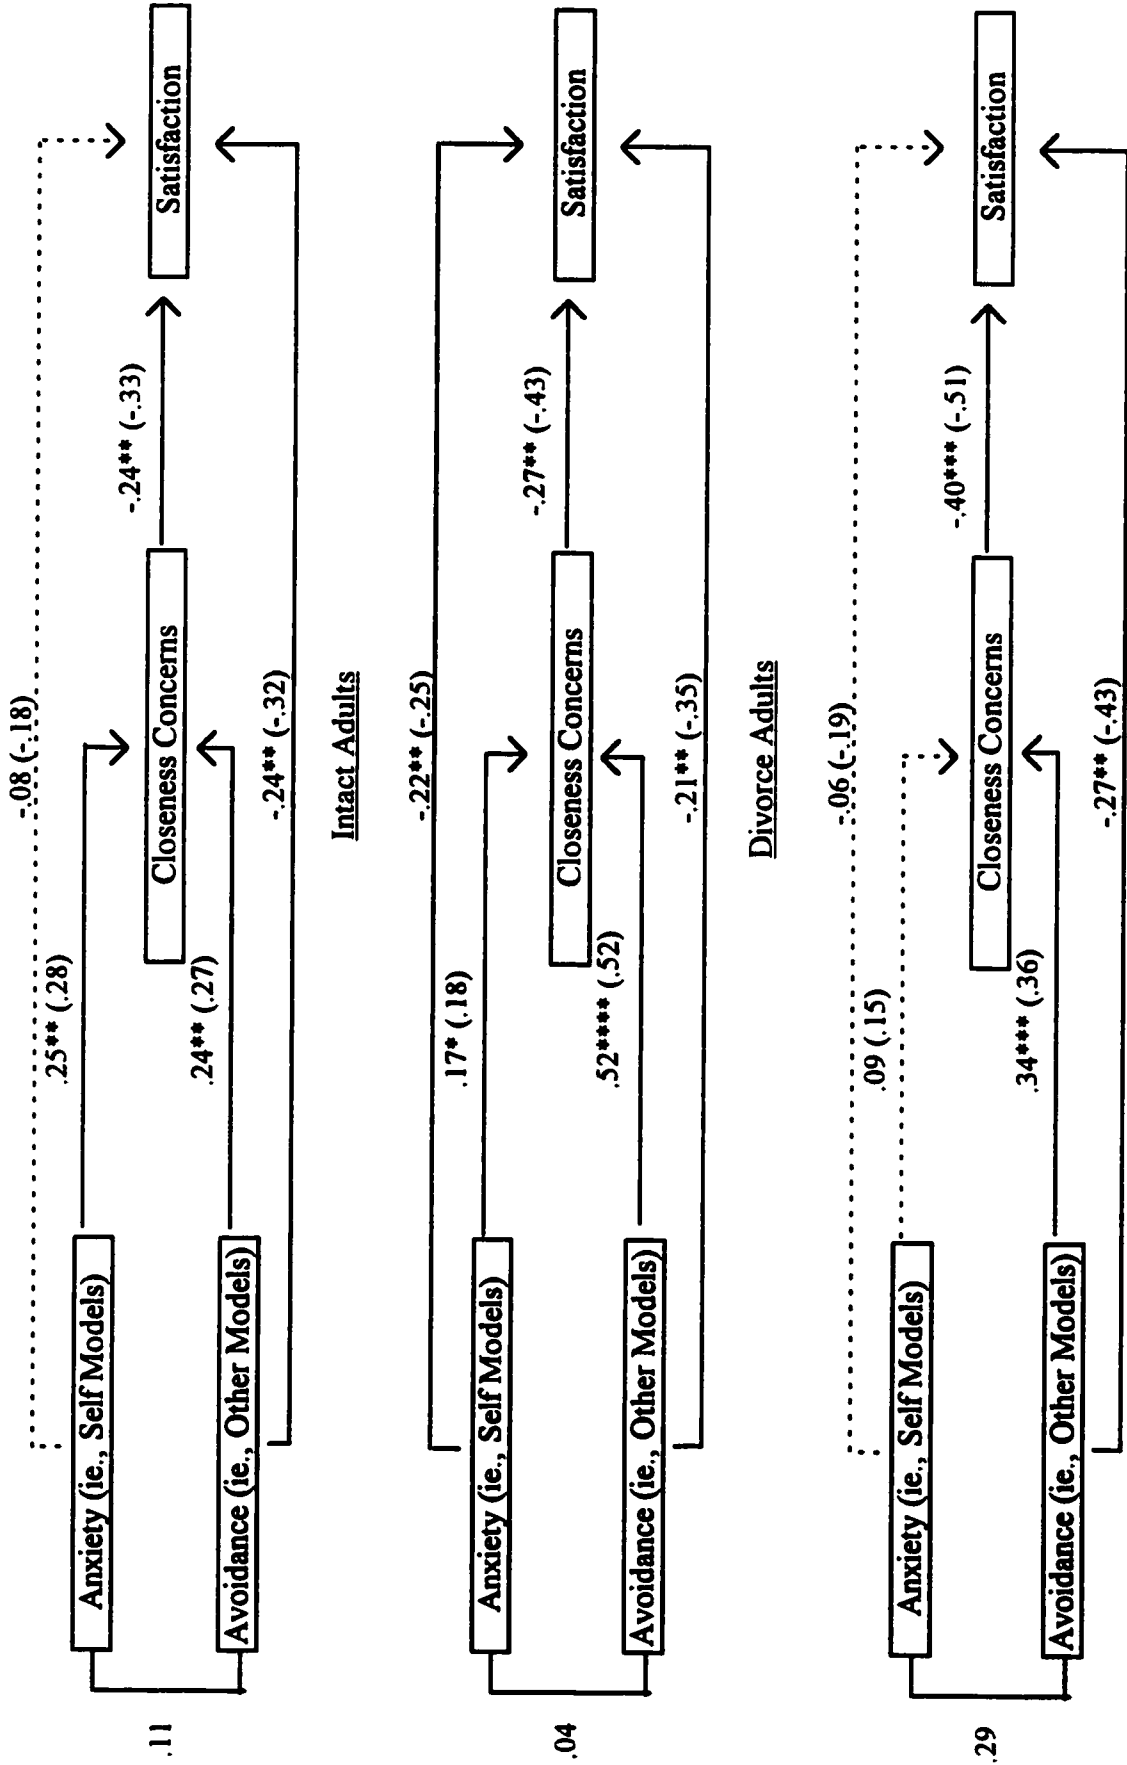 -.08 (-.18)
.25** (.28)
Anxiety (ie., Self Models)
-.24** (-.33)
.11
Closeness Concerns
Satisfaction
.24** (.27)
Avoidance (ie., Other Models)
-.24** (-.32)
Intact Adults
-.22** (-.25)
.17* (.18)
Anxiety (ie., Self Models)
-.27** (-.43)
.04
Closeness Concerns
Satisfaction
.52**** (.52)
Avoidance (ie., Other Models)
-.21** (-.35)
Divorce Adults
-.06 (-.19)
.09 (.15)
Anxiety (ie., Self Models)
-.40*** (-.51)
.29
Closeness Concerns
Satisfaction
.34*** (.36)
Avoidance (ie., Other Models)
-.27** (-.43)